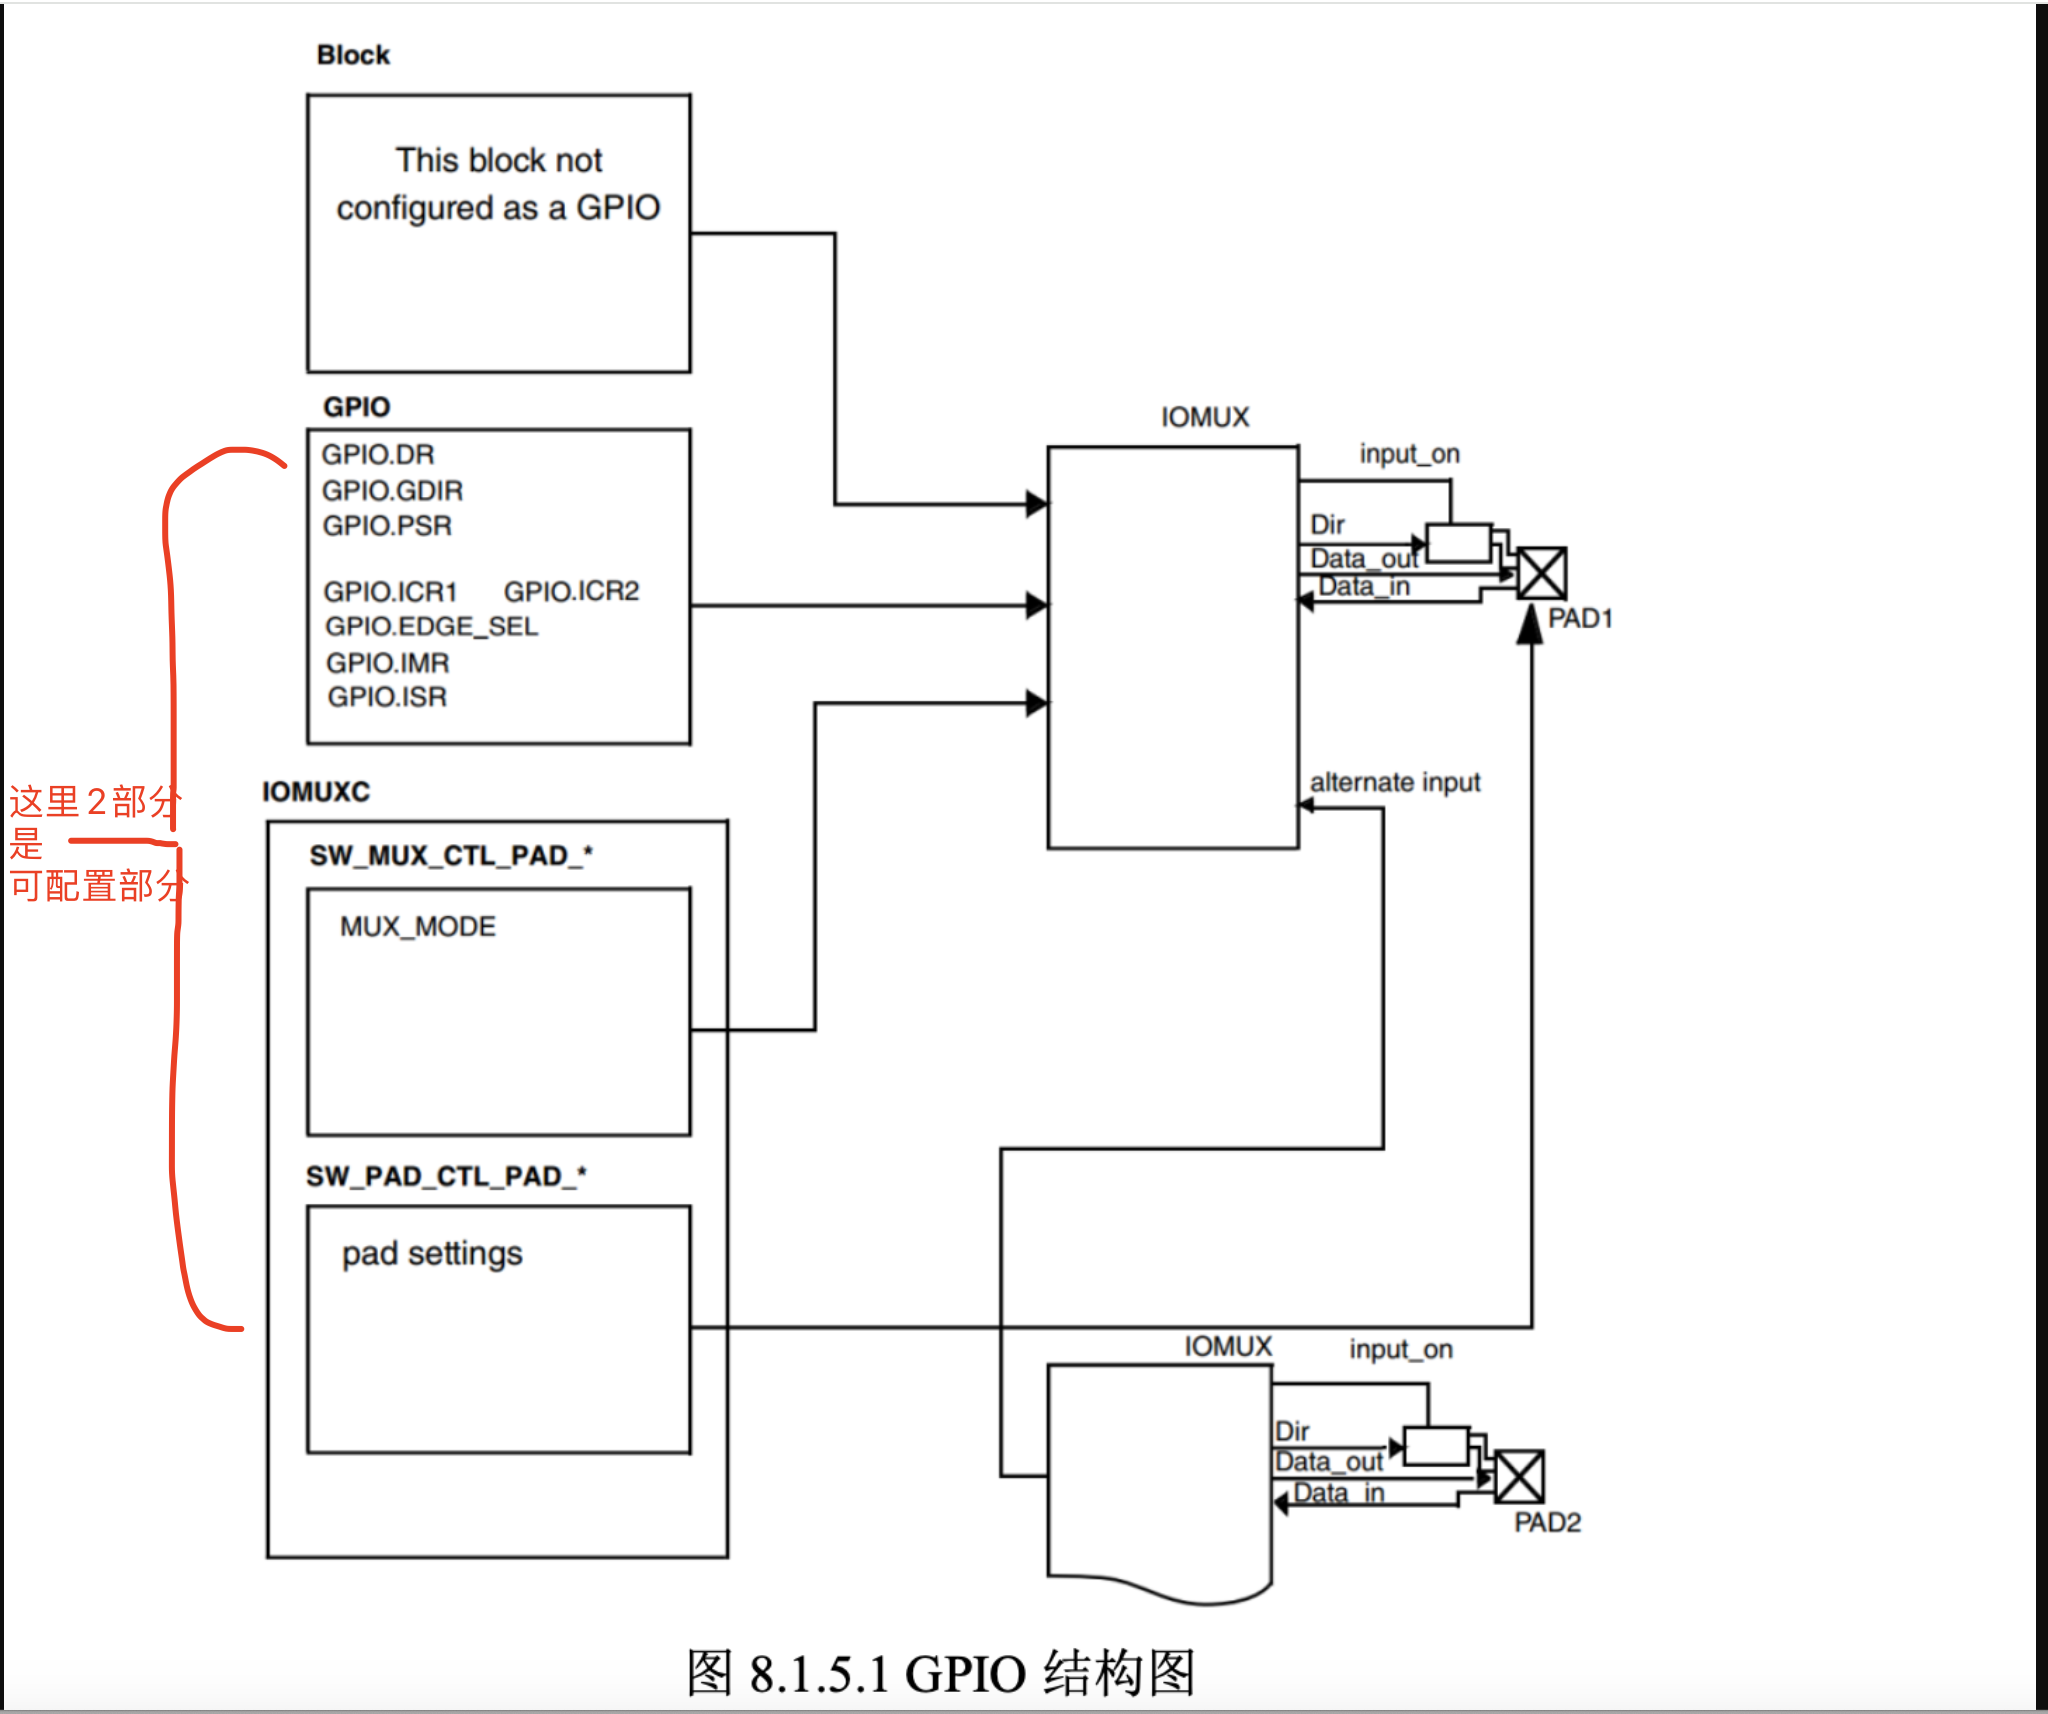 Block
This block not
configured as a GPIO
GPIO
GPIO.DR
GPIO.GDIR
GPIO.PSR
GPIO.ICR1 GPIO.ICR2
GPIO.EDGE_SEL
GPIO.IMR
GPIO.ISR
这里 2 部分
是
可配置部分
IOMUXC
SW_MUX_CTL_PAD_*
MUX_MODE
SW_PAD_CTL_PAD_*
pad settings
IOMUX
input_on
Dir
Data_out
Data_in
PAD1
alternate input
IOMUX
input_on
Dir
Data_out
Data_in
PAD2
图 8.1.5.1 GPIO 结构图